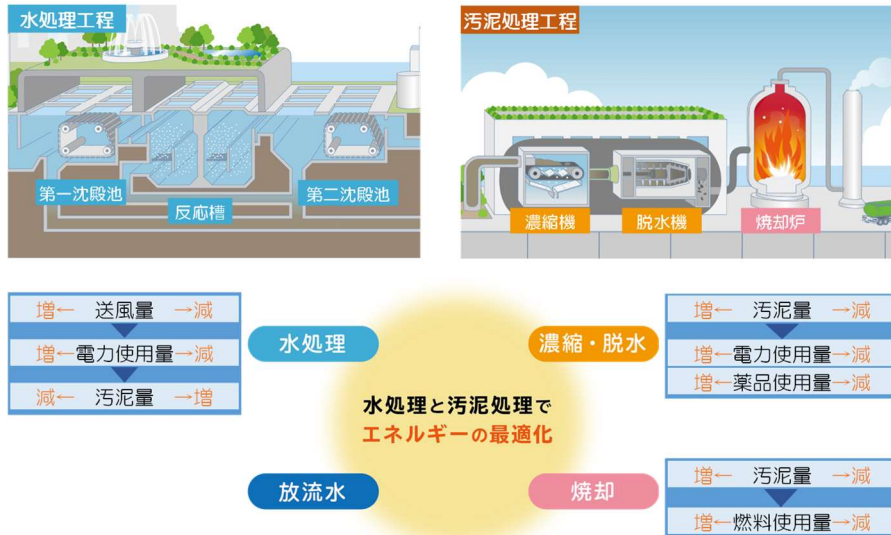 水処理工程
第一沈殿池
反応槽
第二沈殿池
汚泥処理工程
濃縮機
脱水機
焼却炉
増← 送風量 →減
増←電力使用量→減
減← 汚泥量 →増
水処理
濃縮・脱水
増← 汚泥量 →減
増←電力使用量→減
増←薬品使用量→減
水処理と汚泥処理で
エネルギーの最適化
放流水
焼却
増← 汚泥量 →減
増←燃料使用量→減